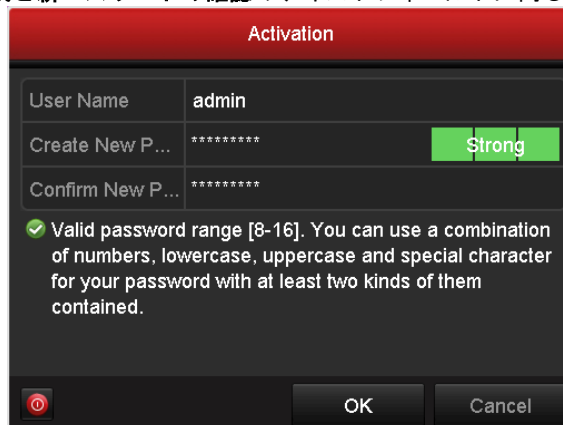 Activation
User Name admin
Create New P... ********* Strong
Confirm New P... *********
Valid password range [8-16]. You can use a combination
of numbers, lowercase, uppercase and special character
for your password with at least two kinds of them
contained.
OK Cancel